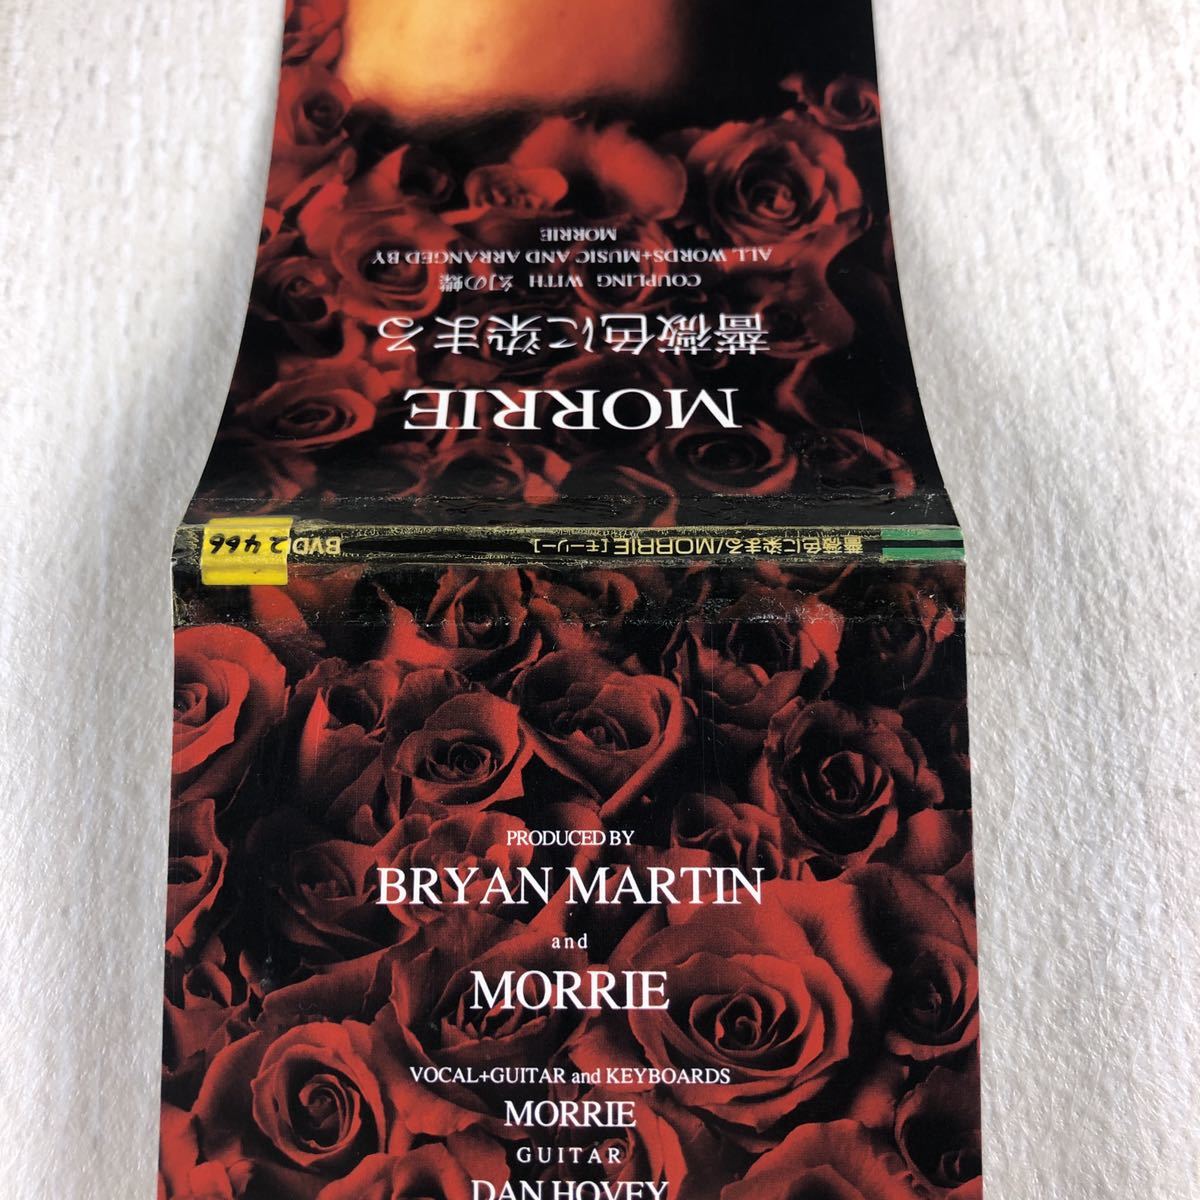 MORRIE
薔薇色に染まる
COUPLING WITH 幻の蝶
ALL WORDS+MUSIC AND ARRANGED BY
MORRIE
薔薇色に染まる/MORRIE [モーリー]
BVD
2466
PRODUCED BY
BRYAN MARTIN
and
MORRIE
VOCAL+GUITAR and KEYBOARDS
MORRIE
GUITAR
DAN HOVEY